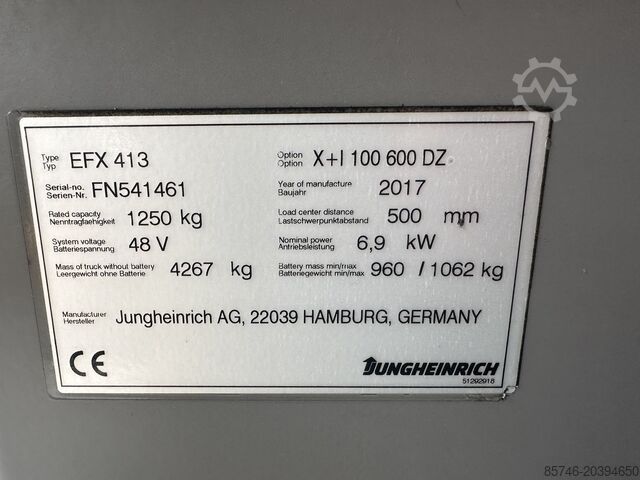 Type
Typ EFX 413 Option
Option X+I 100 600 DZ
Serial-no.
Serien-Nr. FN541461 Year of manufacture
Baujahr 2017
Rated capacity
Nenntragfaehigkeit 1250 kg Load center distance
Lastschwerpunktabstand 500 mm
System voltage
Batteriespannung 48 V Nominal power
Antriebsleistung 6,9 kW
Mass of truck without battery
Leergewicht ohne Batterie 4267 kg Battery mass min/max
Batteriegewicht min/max 960 / 1062 kg
Manufacturer
Hersteller Jungheinrich AG, 22039 HAMBURG, GERMANY
CE JUNGHEINRICH
51292918
85746-20394650